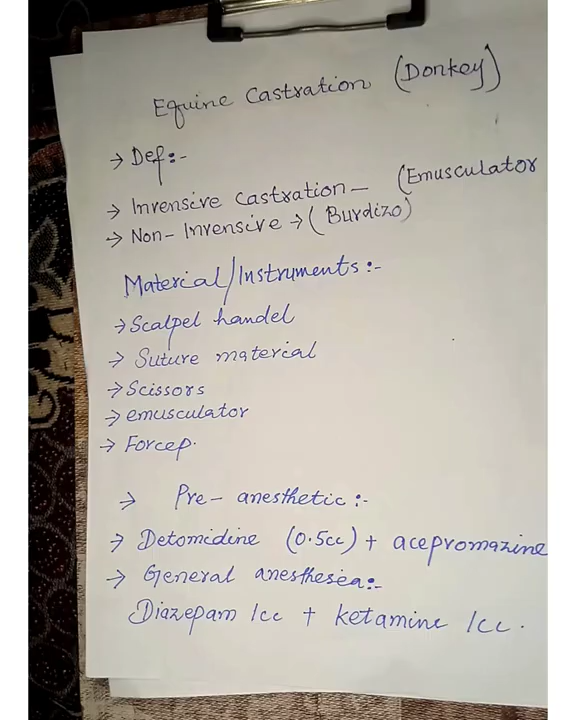 Equine Castration (Donkey)
→ Def:-
→ Invensive Castration - (Emusculator
→ Non-Invensive → (Burdizo)
Material/Instruments:-
→ Scalpel handel
→ Suture material
→ Scissors
→ emusculator
→ Forcep.
→ Pre-anesthetic:-
→ Detomidine (0.5cc) + acepromazine
→ General anesthesea:-
Diazepam 1cc + ketamine 1cc.